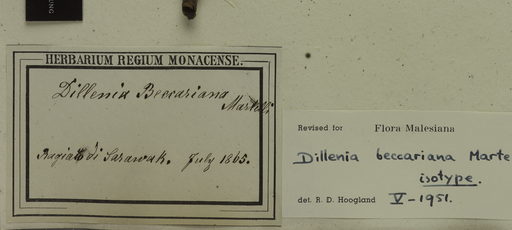 HERBARIUM REGIUM MONACENSE.
Dillenia Beccariana
Martelli,
di Sarawak. July 1865.
Revised for Flora Malesiana
Dillenia beccariana Marte
isotype.
det. R. D. Hoogland V-1951.